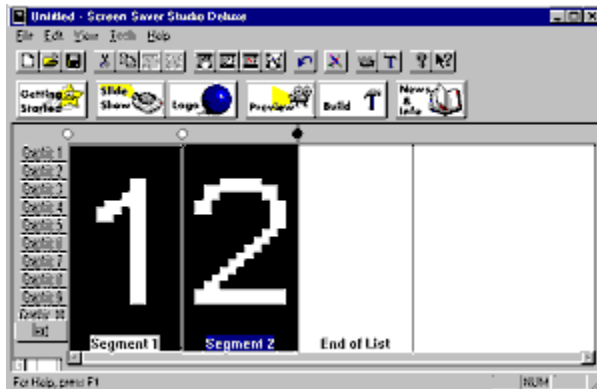 Untitled - Screen Saver Studio Deluxe
File Edit View Tools Help
Getting Started
Slide Show
Logo
Preview
Build
News & Info
Graphic 1
Graphic 2
Graphic 3
Graphic 4
Graphic 5
Graphic 6
Graphic 7
Graphic 8
Graphic 9
Graphic 10
Text
1 2
Segment 1 Segment 2 End of List
For Help, press F1 NUM